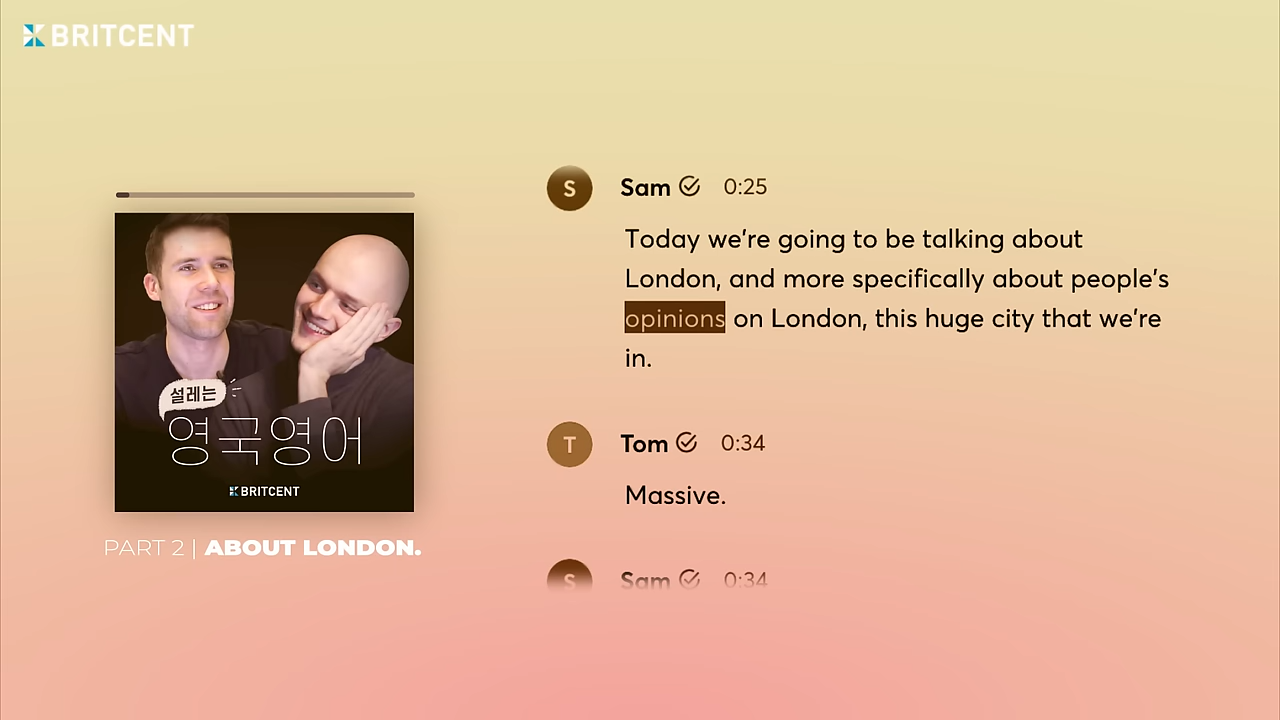 BRITCENT
설레는
영국영어
BRITCENT
PART 2 | ABOUT LONDON.
S Sam 0:25
Today we're going to be talking about
London, and more specifically about people's
opinions on London, this huge city that we're
in.
T Tom 0:34
Massive.
S Sam 0:34